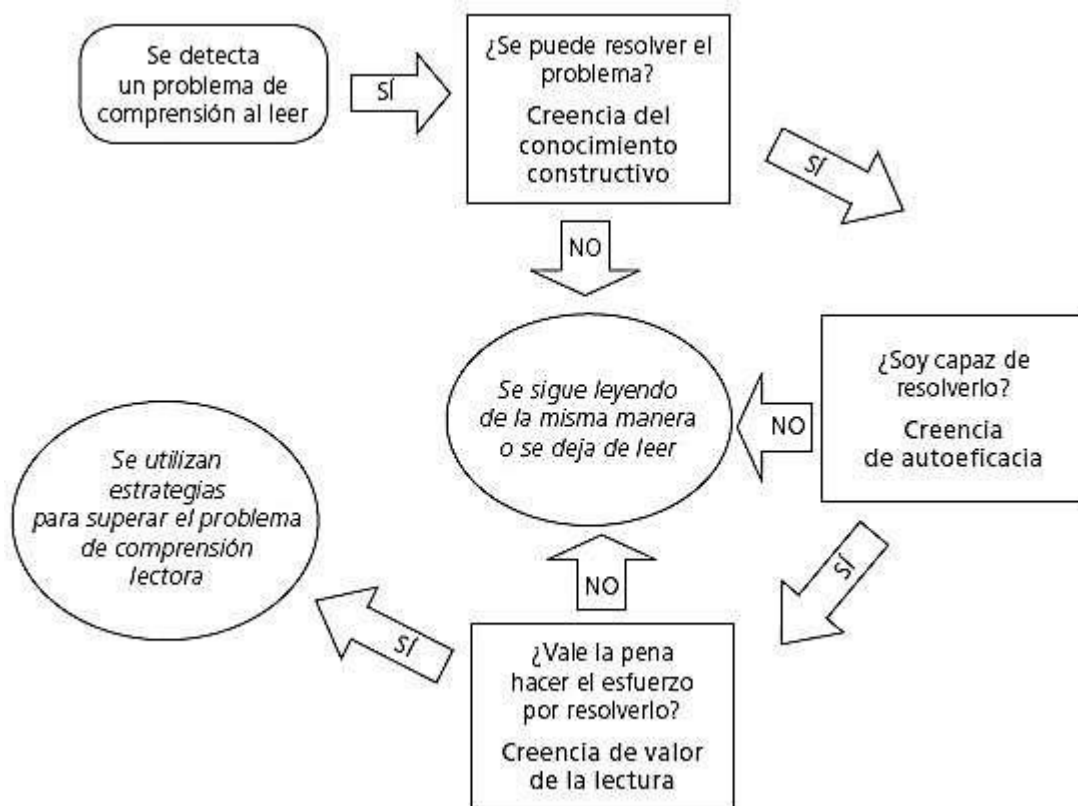 Se detecta
un problema de
comprensión al leer
SÍ
¿Se puede resolver el
problema?
Creencia del
conocimiento
constructivo
SÍ
NO
¿Soy capaz de
resolverlo?
Creencia
de autoeficacia
NO
Se sigue leyendo
de la misma manera
o se deja de leer
SÍ
¿Vale la pena
hacer el esfuerzo
por resolverlo?
Creencia de valor
de la lectura
NO
SÍ
Se utilizan
estrategias
para superar el problema
de comprensión
lectora